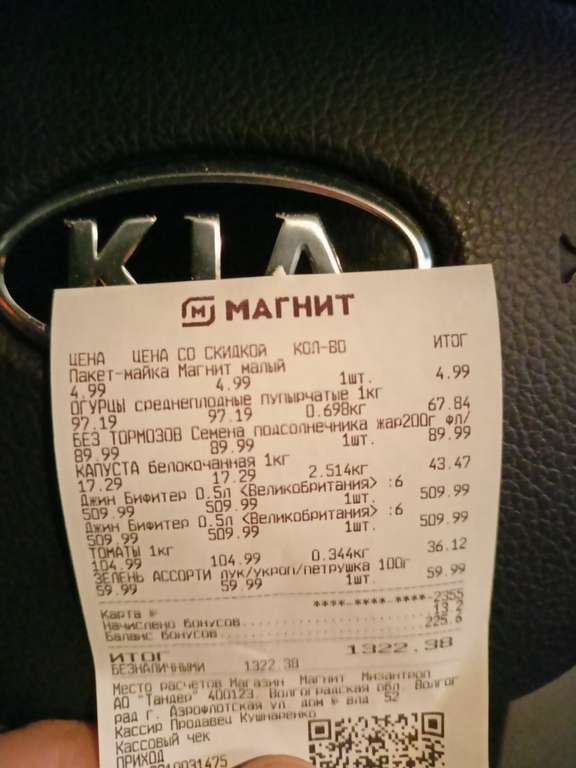 KIA
МАГНИТ
ЦЕНА ЦЕНА СО СКИДКОЙ КОЛ-ВО ИТОГ
Пакет-майка Магнит малый
4.99 4.99 1шт. 4.99
ОГУРЦЫ среднеплодные пупырчатые 1кг
97.19 97.19 0.698кг 67.84
БЕЗ ТОРМОЗОВ Семена подсолнечника жар200г фл/
89.99 89.99 1шт. 89.99
КАПУСТА белокочанная 1кг
17.29 17.29 2.514кг 43.47
Джин Бифитер 0.5л <Великобритания> :6
509.99 509.99 1шт. 509.99
Джин Бифитер 0.5л <Великобритания> :6
509.99 509.99 1шт. 509.99
ТОМАТЫ 1кг
104.99 104.99 0.344кг 36.12
ЗЕЛЕНЬ АССОРТИ лук/укроп/петрушка 100г
59.99 59.99 1шт. 59.99
Карта № ****-****-****-2355
Начислено бонусов 13.2
Баланс бонусов 225.6
ИТОГ 1322.38
БЕЗНАЛИЧНЫМИ 1322.38
Место расчетов Магазин Магнит Мизантроп
АО "Тандер" 400123, Волгоградская обл, Волгог
рад г, Азрофлотская ул, дом № влд 52
Кассир Продавец Кушнаренко
Кассовый чек
ПРИХОД